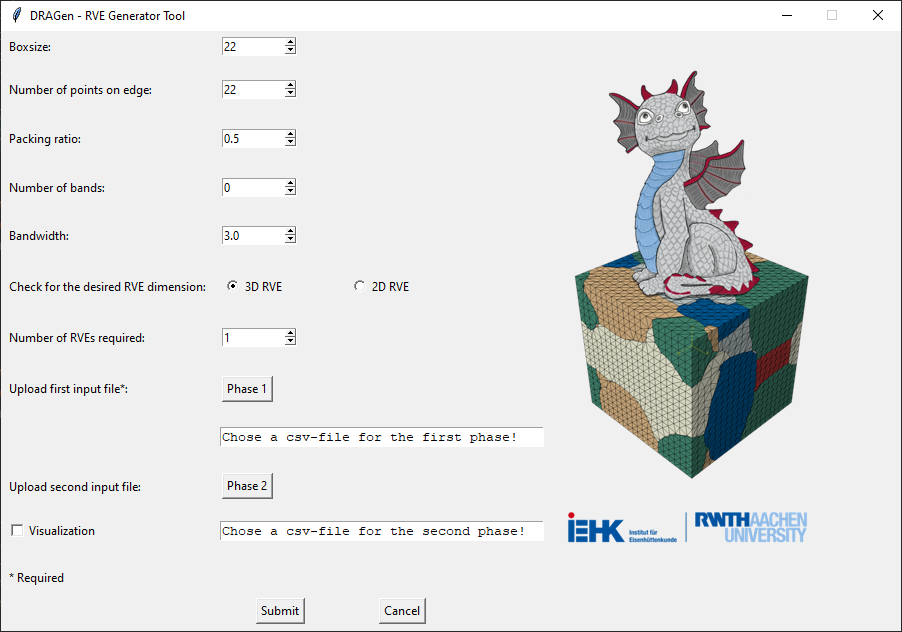 DRAGen - RVE Generator Tool
Boxsize: 22
Number of points on edge: 22
Packing ratio: 0.5
Number of bands: 0
Bandwidth: 3.0
Check for the desired RVE dimension: 3D RVE 2D RVE
Number of RVEs required: 1
Upload first input file*: Phase 1
Chose a csv-file for the first phase!
Upload second input file: Phase 2
Visualization Chose a csv-file for the second phase!
* Required
Submit Cancel
iEHK Institut für
Eisenhüttenkunde
RWTHAACHEN
UNIVERSITY